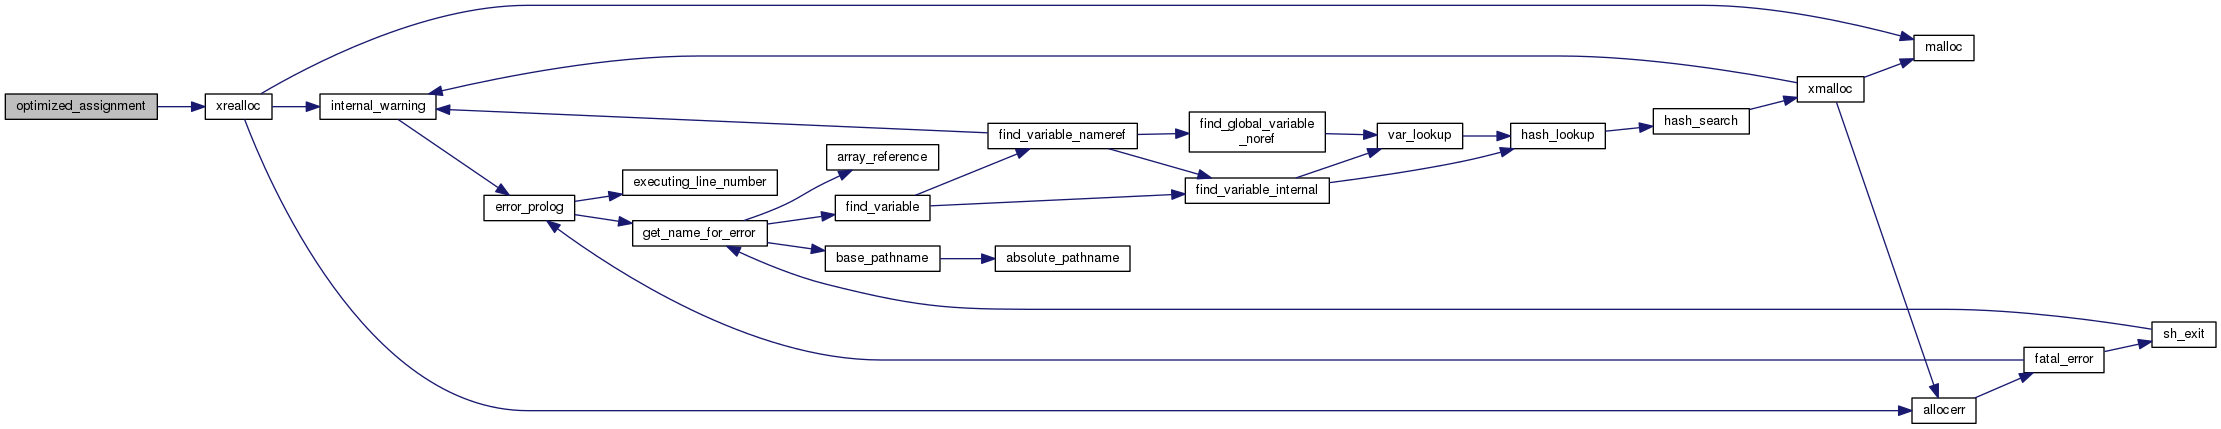 optimized_assignment
xrealloc
internal_warning
error_prolog
executing_line_number
get_name_for_error
array_reference
find_variable
base_pathname
absolute_pathname
find_variable_nameref
find_global_variable
_noref
find_variable_internal
var_lookup
hash_lookup
hash_search
xmalloc
malloc
allocerr
fatal_error
sh_exit